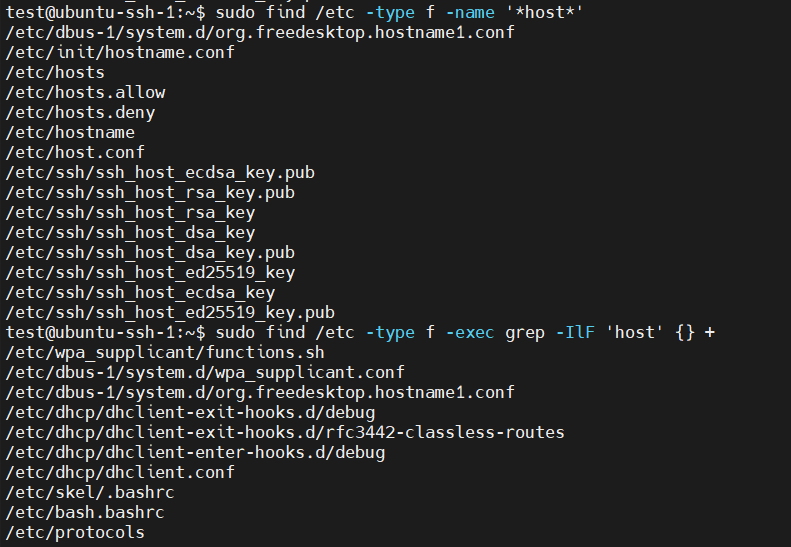 test@ubuntu-ssh-1:~$ sudo find /etc -type f -name '*host*'
/etc/dbus-1/system.d/org.freedesktop.hostname1.conf
/etc/init/hostname.conf
/etc/hosts
/etc/hosts.allow
/etc/hosts.deny
/etc/hostname
/etc/host.conf
/etc/ssh/ssh_host_ecdsa_key.pub
/etc/ssh/ssh_host_rsa_key.pub
/etc/ssh/ssh_host_rsa_key
/etc/ssh/ssh_host_dsa_key
/etc/ssh/ssh_host_dsa_key.pub
/etc/ssh/ssh_host_ed25519_key
/etc/ssh/ssh_host_ecdsa_key
/etc/ssh/ssh_host_ed25519_key.pub
test@ubuntu-ssh-1:~$ sudo find /etc -type f -exec grep -IlF 'host' {} +
/etc/wpa_supplicant/functions.sh
/etc/dbus-1/system.d/wpa_supplicant.conf
/etc/dbus-1/system.d/org.freedesktop.hostname1.conf
/etc/dhcp/dhclient-exit-hooks.d/debug
/etc/dhcp/dhclient-exit-hooks.d/rfc3442-classless-routes
/etc/dhcp/dhclient-enter-hooks.d/debug
/etc/dhcp/dhclient.conf
/etc/skel/.bashrc
/etc/bash.bashrc
/etc/protocols